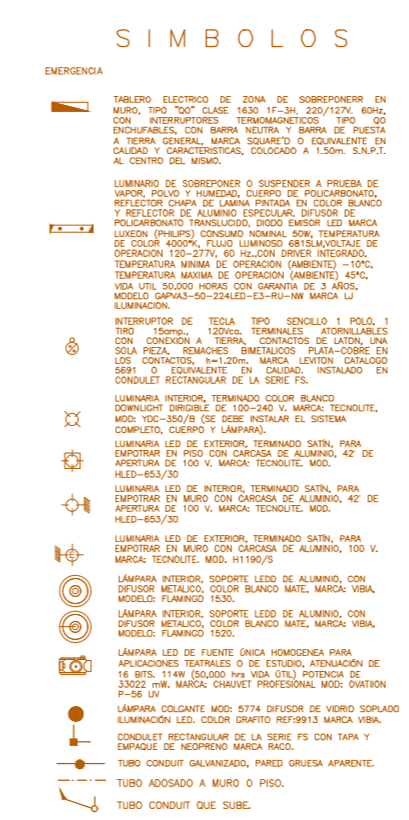 SIMBOLOS
EMERGENCIA
TABLERO ELECTRICO DE ZONA DE SOBREPONERR EN
MURO, TIPO "QO" CLASE 1630 1F-3H, 220/127V. 60Hz,
CON INTERRUPTORES TERMOMAGNETICOS TIPO QO
ENCHUFABLES, CON BARRA NEUTRA Y BARRA DE PUESTA
A TIERRA GENERAL, MARCA SQUARE'D O EQUIVALENTE EN
CALIDAD Y CARACTERISTICAS, COLOCADO A 1.50m. S.N.P.T.
AL CENTRO DEL MISMO.
LUMINARIO DE SOBREPONER O SUSPENDER A PRUEBA DE
VAPOR, POLVO Y HUMEDAD, CUERPO DE POLICARBONATO,
REFLECTOR CHAPA DE LAMINA PINTADA EN COLOR BLANCO
Y REFLECTOR DE ALUMINIO ESPECULAR. DIFUSOR DE
POLICARBONATO TRANSLUCIDO, DIODO EMISOR LED MARCA
LUXEON (PHILIPS) CONSUMO NOMINAL 50W, TEMPERATURA
DE COLOR 4000°K, FLUJO LUMINOSO 6815LM,VOLTAJE DE
OPERACION 120-277V. 60 Hz.,CON DRIVER INTEGRADO.
TEMPERATURA MINIMA DE OPERACION (AMBIENTE) -10°C,
TEMPERATURA MAXIMA DE OPERACION (AMBIENTE) 45°C,
VIDA UTIL 50,000 HORAS CON GARANTIA DE 3 AÑOS.
MODELO GAPVA3-50-224LED-E3-RU-NW MARCA LJ
ILUMINACION.
INTERRUPTOR DE TECLA TIPO SENCILLO 1 POLO, 1
TIRO 15amp., 120Vca. TERMINALES ATORNILLABLES
CON CONEXION A TIERRA, CONTACTOS DE LATON, UNA
SOLA PIEZA, REMACHES BIMETALICOS PLATA-COBRE EN
LOS CONTACTOS, h=1.20m. MARCA LEVITON CATALOGO
5691 O EQUIVALENTE EN CALIDAD. INSTALADO EN
CONDULET RECTANGULAR DE LA SERIE FS.
LUMINARIA INTERIOR, TERMINADO COLOR BLANCO
DOWNLIGHT DIRIGIBLE DE 100-240 V. MARCA: TECNOLITE,
MOD: YDC-350/B (SE DEBE INSTALAR EL SISTEMA
COMPLETO, CUERPO Y LÁMPARA).
LUMINARIA LED DE EXTERIOR, TERMINADO SATÍN, PARA
EMPOTRAR EN PISO CON CARCASA DE ALUMINIO, 42' DE
APERTURA DE 100 V. MARCA: TECNOLITE. MOD.
HLED-653/30
LUMINARIA LED DE INTERIOR, TERMINADO SATÍN, PARA
EMPOTRAR EN MURO CON CARCASA DE ALUMINIO, 42' DE
APERTURA DE 100 V. MARCA: TECNOLITE. MOD.
HLED-653/30
LUMINARIA LED DE EXTERIOR, TERMINADO SATÍN, PARA
EMPOTRAR EN MURO CON CARCASA DE ALUMINIO, 100 V.
MARCA: TECNOLITE. MOD. H1190/S
LÁMPARA INTERIOR, SOPORTE LEDD DE ALUMINIO, CON
DIFUSOR METALICO, COLOR BLANCO MATE. MARCA: VIBIA,
MODELO: FLAMINGO 1530.
LÁMPARA INTERIOR, SOPORTE LEDD DE ALUMINIO, CON
DIFUSOR METALICO, COLOR BLANCO MATE. MARCA: VIBIA,
MODELO: FLAMINGO 1520.
LÁMPARA LED DE FUENTE ÚNICA HOMOGENEA PARA
APLICACIONES TEATRALES O DE ESTUDIO, ATENUACIÓN DE
16 BITS. 114W (50,000 hrs VIDA ÚTIL) POTENCIA DE
33022 mW. MARCA: CHAUVET PROFESIONAL MOD: OVATIION
P-56 UV
LÁMPARA COLGANTE MOD: 5774 DIFUSOR DE VIDRIO SOPLADO
ILUMINACIÓN LED. COLOR GRAFITO REF:9913 MARCA VIBIA.
CONDULET RECTANGULAR DE LA SERIE FS CON TAPA Y
EMPAQUE DE NEOPRENO MARCA RACO.
TUBO CONDUIT GALVANIZADO, PARED GRUESA APARENTE.
TUBO ADOSADO A MURO O PISO.
TUBO CONDUIT QUE SUBE.